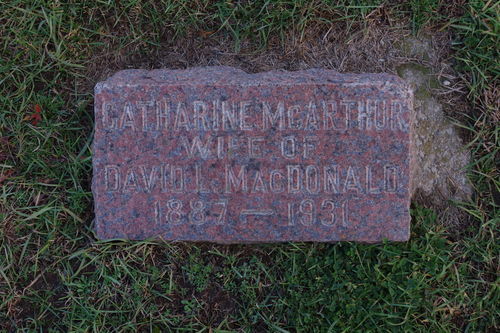 CATHARINE McARTHUR
WIFE OF
DAVID L. MacDONALD
1887 — 1931